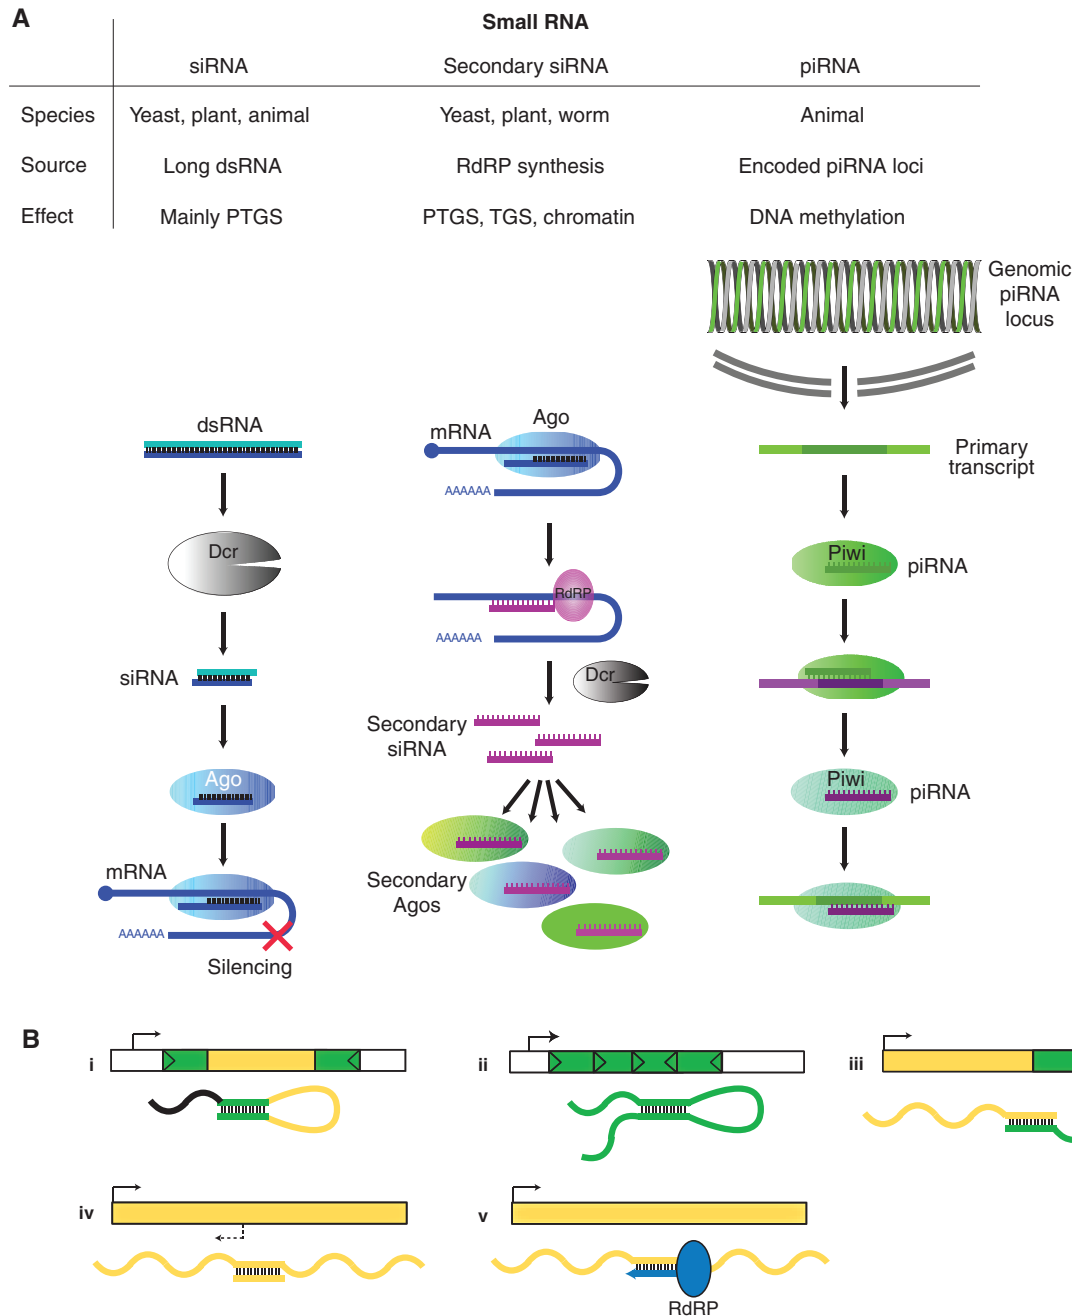 A
Small RNA
siRNA Secondary siRNA piRNA
Species Yeast, plant, animal Yeast, plant, worm Animal
Source Long dsRNA RdRP synthesis Encoded piRNA loci
Effect Mainly PTGS PTGS, TGS, chromatin DNA methylation
Genomic
piRNA
locus
dsRNA
Dcr
siRNA
Ago
mRNA
AAAAAA
Silencing
mRNA
Ago
AAAAAA
RdRP
AAAAAA
Dcr
Secondary
siRNA
Secondary
Agos
Primary
transcript
Piwi
piRNA
Piwi
piRNA
B
i
ii
iii
iv
v
RdRP